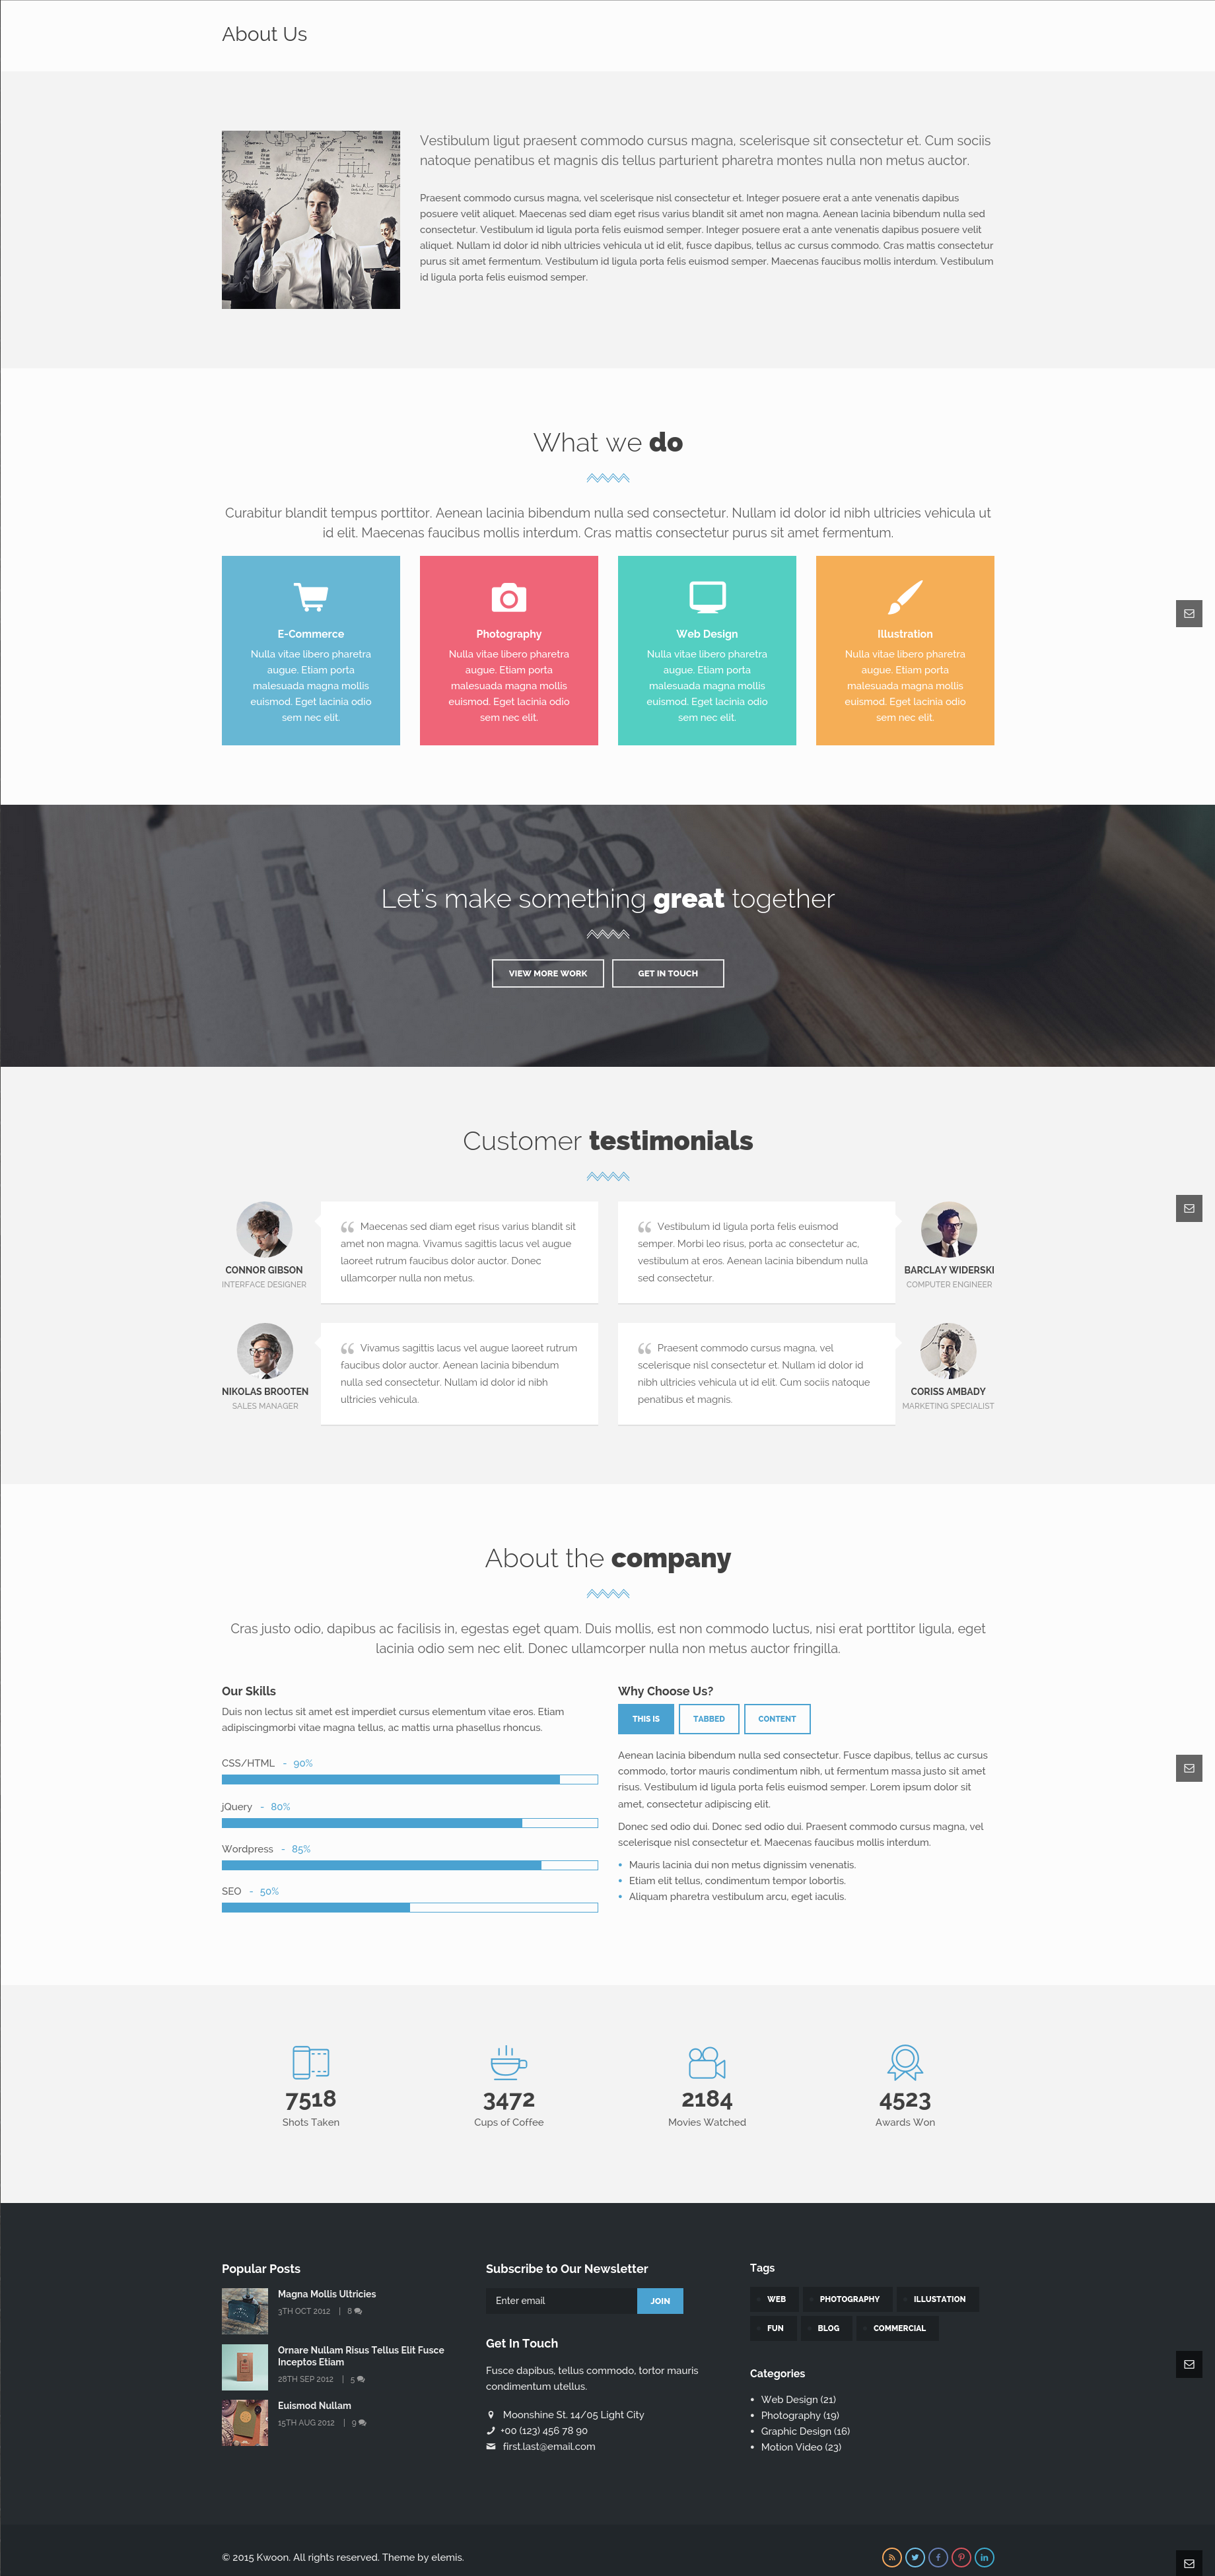 About Us
Vestibulum ligut praesent commodo cursus magna, scelerisque sit consectetur et. Cum sociis
natoque penatibus et magnis dis tellus parturient pharetra montes nulla non metus auctor.
Praesent commodo cursus magna, vel scelerisque nisl consectetur et. Integer posuere erat a ante venenatis dapibus
posuere velit aliquet. Maecenas sed diam eget risus varius blandit sit amet non magna. Aenean lacinia bibendum nulla sed
consectetur. Vestibulum id ligula porta felis euismod semper. Integer posuere erat a ante venenatis dapibus posuere velit
aliquet. Nullam id dolor id nibh ultricies vehicula ut id elit, fusce dapibus, tellus ac cursus commodo. Cras mattis consectetur
purus sit amet fermentum. Vestibulum id ligula porta felis euismod semper. Maecenas faucibus mollis interdum. Vestibulum
id ligula porta felis euismod semper.
What we do
Curabitur blandit tempus porttitor. Aenean lacinia bibendum nulla sed consectetur. Nullam id dolor id nibh ultricies vehicula ut
id elit. Maecenas faucibus mollis interdum. Cras mattis consectetur purus sit amet fermentum.
E-Commerce
Nulla vitae libero pharetra
augue. Etiam porta
malesuada magna mollis
euismod. Eget lacinia odio
sem nec elit.
Photography
Nulla vitae libero pharetra
augue. Etiam porta
malesuada magna mollis
euismod. Eget lacinia odio
sem nec elit.
Web Design
Nulla vitae libero pharetra
augue. Etiam porta
malesuada magna mollis
euismod. Eget lacinia odio
sem nec elit.
Illustration
Nulla vitae libero pharetra
augue. Etiam porta
malesuada magna mollis
euismod. Eget lacinia odio
sem nec elit.
Let's make something great together
VIEW MORE WORK
GET IN TOUCH
Customer testimonials
CONNOR GIBSON
INTERFACE DESIGNER
“ Maecenas sed diam eget risus varius blandit sit
amet non magna. Vivamus sagittis lacus vel augue
laoreet rutrum faucibus dolor auctor. Donec
ullamcorper nulla non metus.
“ Vestibulum id ligula porta felis euismod
semper. Morbi leo risus, porta ac consectetur ac,
vestibulum at eros. Aenean lacinia bibendum nulla
sed consectetur.
BARCLAY WIDERSKI
COMPUTER ENGINEER
NIKOLAS BROOTEN
SALES MANAGER
“ Vivamus sagittis lacus vel augue laoreet rutrum
faucibus dolor auctor. Aenean lacinia bibendum
nulla sed consectetur. Nullam id dolor id nibh
ultricies vehicula.
“ Praesent commodo cursus magna, vel
scelerisque nisl consectetur et. Nullam id dolor id
nibh ultricies vehicula ut id elit. Cum sociis natoque
penatibus et magnis.
CORISS AMBADY
MARKETING SPECIALIST
About the company
Cras justo odio, dapibus ac facilisis in, egestas eget quam. Duis mollis, est non commodo luctus, nisi erat porttitor ligula, eget
lacinia odio sem nec elit. Donec ullamcorper nulla non metus auctor fringilla.
Our Skills
Duis non lectus sit amet est imperdiet cursus elementum vitae eros. Etiam
adipiscingmorbi vitae magna tellus, ac mattis urna phasellus rhoncus.
CSS/HTML - 90%
jQuery - 80%
Wordpress - 85%
SEO - 50%
Why Choose Us?
THIS IS
TABBED
CONTENT
Aenean lacinia bibendum nulla sed consectetur. Fusce dapibus, tellus ac cursus
commodo, tortor mauris condimentum nibh, ut fermentum massa justo sit amet
risus. Vestibulum id ligula porta felis euismod semper. Lorem ipsum dolor sit
amet, consectetur adipiscing elit.
Donec sed odio dui. Donec sed odio dui. Praesent commodo cursus magna, vel
scelerisque nisl consectetur et. Maecenas faucibus mollis interdum.
• Mauris lacinia dui non metus dignissim venenatis.
• Etiam elit tellus, condimentum tempor lobortis.
• Aliquam pharetra vestibulum arcu, eget iaculis.
7518
Shots Taken
3472
Cups of Coffee
2184
Movies Watched
4523
Awards Won
Popular Posts
Magna Mollis Ultricies
3TH OCT 2012 | 8
Ornare Nullam Risus Tellus Elit Fusce
Inceptos Etiam
28TH SEP 2012 | 5
Euismod Nullam
15TH AUG 2012 | 9
Subscribe to Our Newsletter
Enter email
JOIN
Get In Touch
Fusce dapibus, tellus commodo, tortor mauris
condimentum utellus.
Moonshine St. 14/05 Light City
+00 (123) 456 78 90
first.last@email.com
Tags
WEB
PHOTOGRAPHY
ILLUSTATION
FUN
BLOG
COMMERCIAL
Categories
• Web Design (21)
• Photography (19)
• Graphic Design (16)
• Motion Video (23)
© 2015 Kwoon. All rights reserved. Theme by elemis.